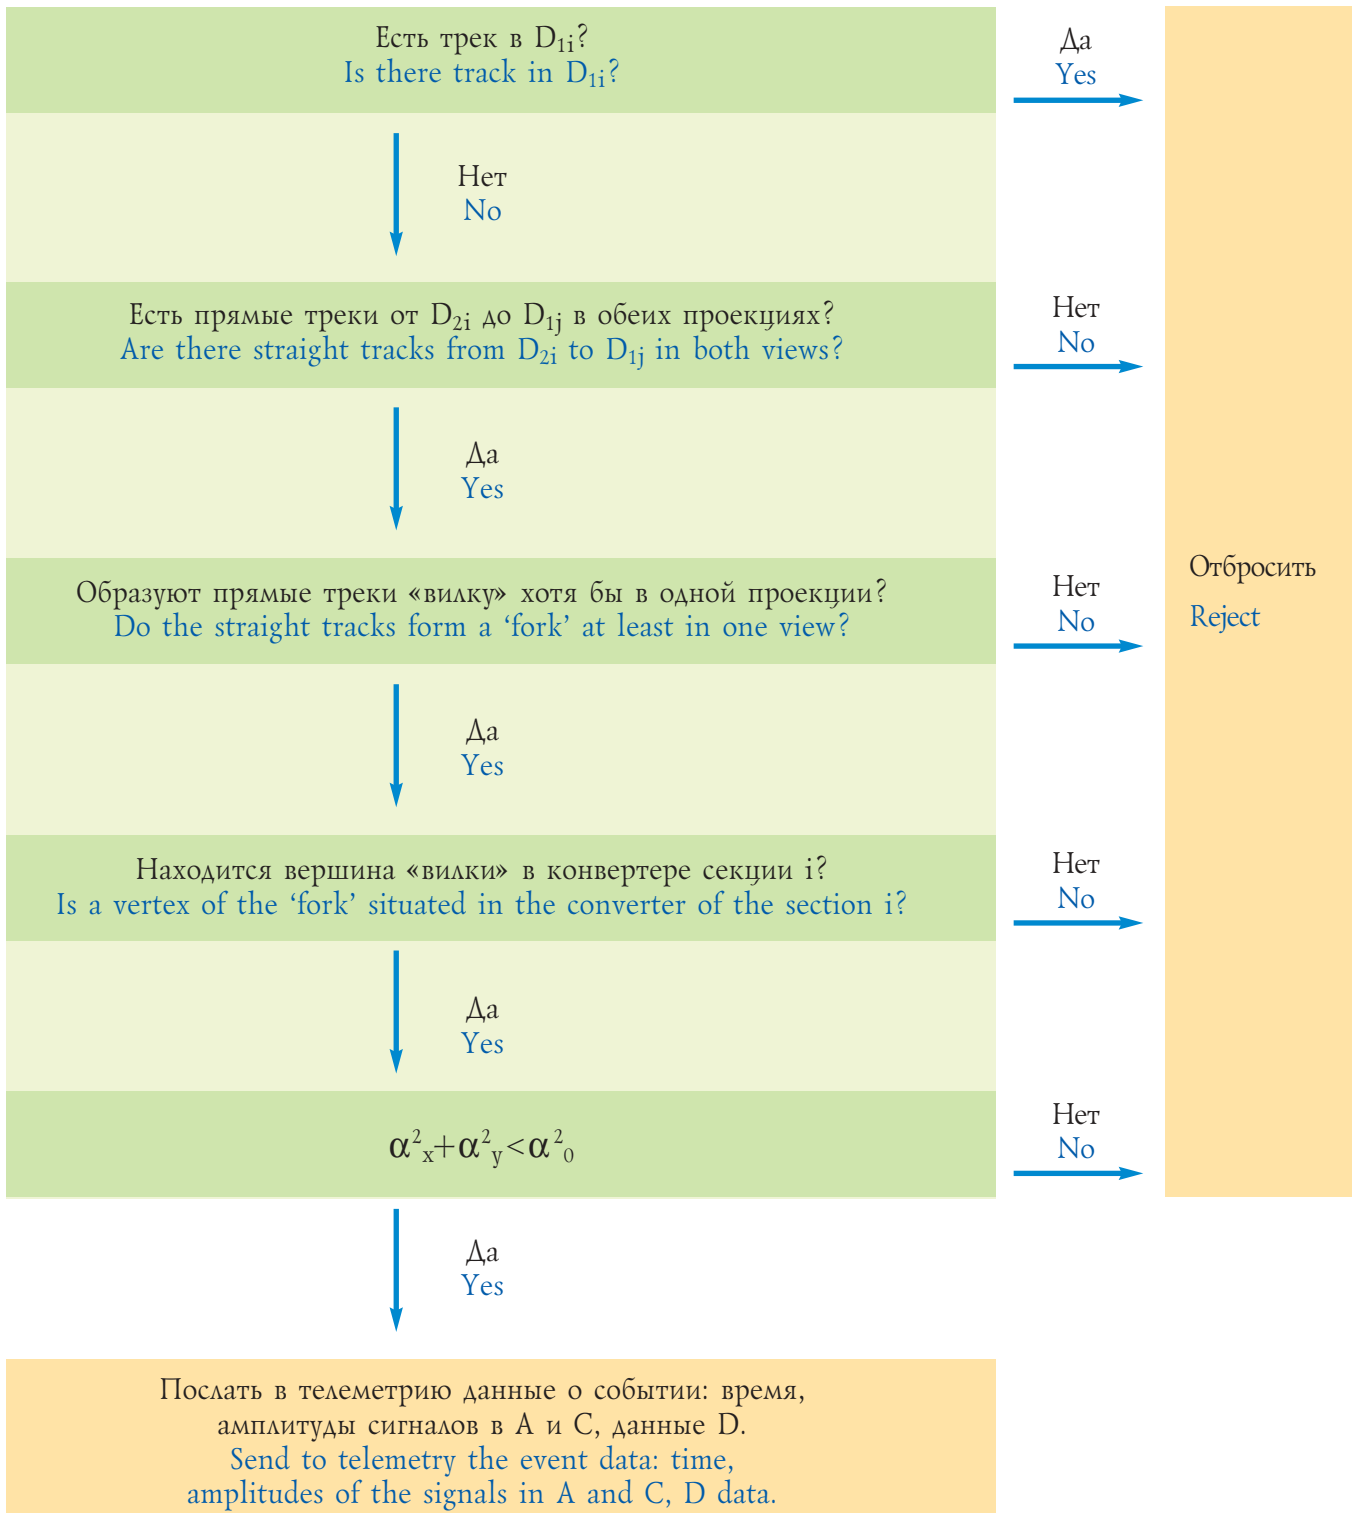 Есть трек в D₁ᵢ?
Is there track in D₁ᵢ?
Да
Yes
Нет
No
Есть прямые треки от D₂ᵢ до D₁ⱼ в обеих проекциях?
Are there straight tracks from D₂ᵢ to D₁ⱼ in both views?
Нет
No
Да
Yes
Образуют прямые треки «вилку» хотя бы в одной проекции?
Do the straight tracks form a ‘fork’ at least in one view?
Нет
No
Отбросить
Reject
Да
Yes
Находится вершина «вилки» в конвертере секции i?
Is a vertex of the ‘fork’ situated in the converter of the section i?
Нет
No
Да
Yes
α²ₓ+α²_y<α²₀
Нет
No
Да
Yes
Послать в телеметрию данные о событии: время,
амплитуды сигналов в A и C, данные D.
Send to telemetry the event data: time,
amplitudes of the signals in A and C, D data.